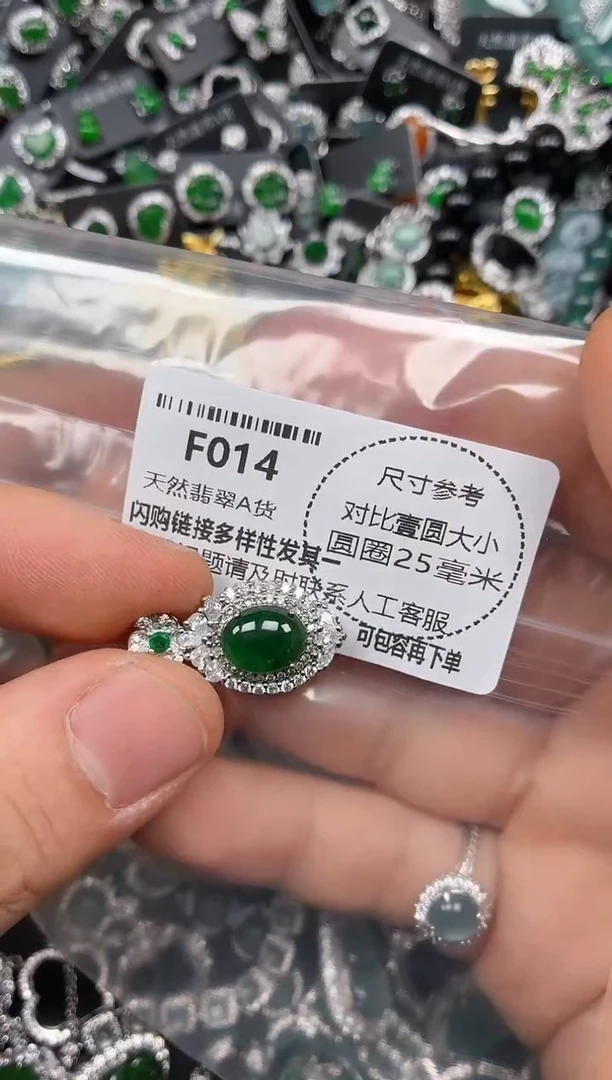 F014
天然翡翠A货
闪购链接多样性发其一
题请及时联系人工客服
可包容再下单
尺寸参考
对比壹圆大小
圆圈25毫米